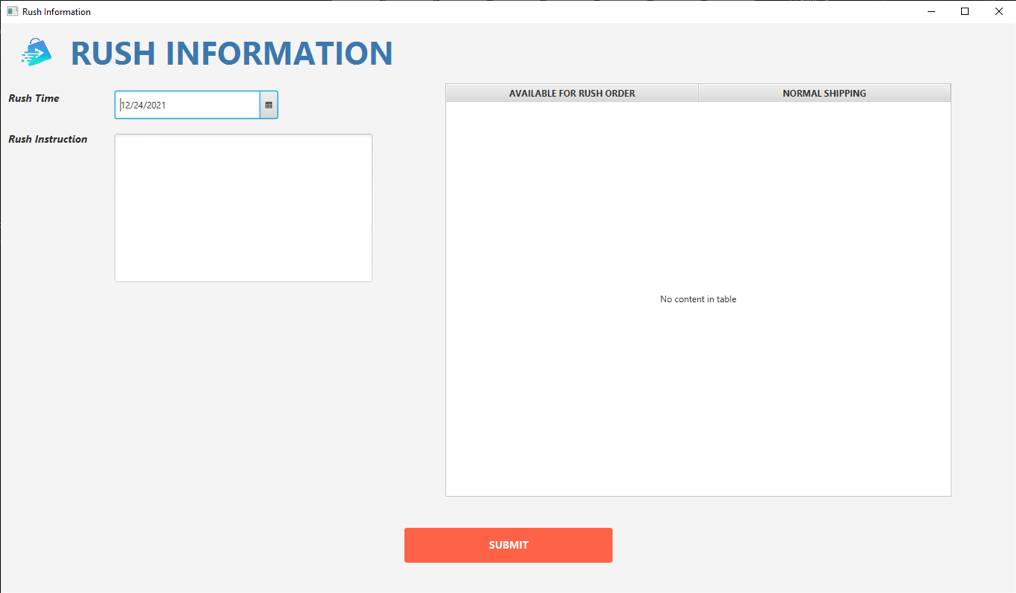 Rush Information
RUSH INFORMATION
Rush Time
12/24/2021
Rush Instruction
AVAILABLE FOR RUSH ORDER
NORMAL SHIPPING
No content in table
SUBMIT